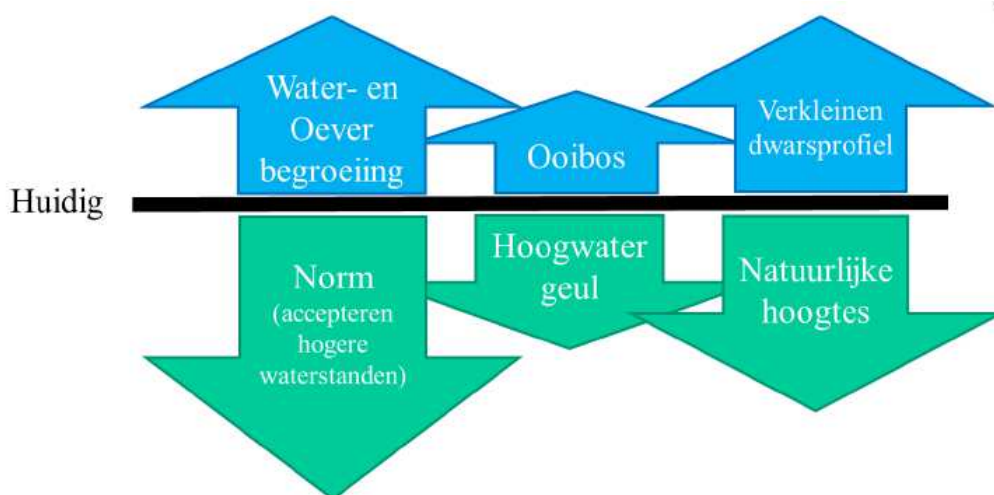 Water- en
Oever
begroeiing
Ooibos
Verkleinen
dwarsprofiel
Huidig
Norm
(accepteren
hogere
waterstanden)
Hoogwater
geul
Natuurlijke
hoogtes